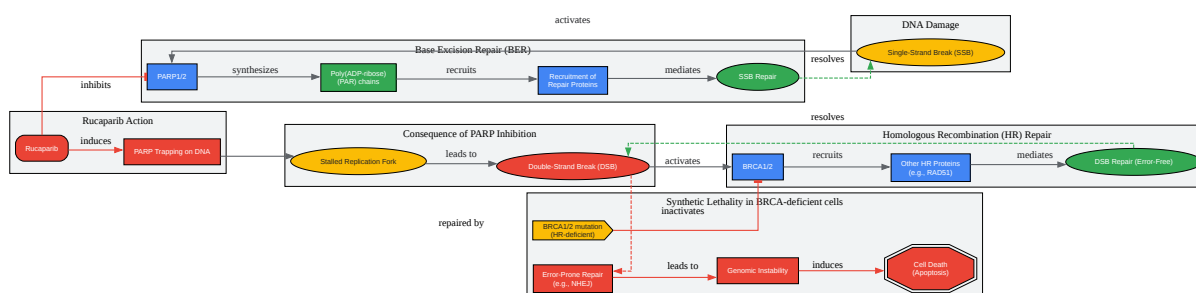 activates
DNA Damage
Single-Strand Break (SSB)
Base Excision Repair (BER)
PARP1/2
synthesizes
Poly(ADP-ribose)
(PAR) chains
recruits
Recruitment of
Repair Proteins
mediates
SSB Repair
resolves
inhibits
Rucaparib Action
Rucaparib
induces
PARP Trapping on DNA
Consequence of PARP Inhibition
Stalled Replication Fork
leads to
Double-Strand Break (DSB)
activates
resolves
Homologous Recombination (HR) Repair
BRCA1/2
recruits
Other HR Proteins
(e.g., RAD51)
mediates
DSB Repair (Error-Free)
Synthetic Lethality in BRCA-deficient cells
inactivates
repaired by
BRCA1/2 mutation
(HR-deficient)
Error-Prone Repair
(e.g., NHEJ)
leads to
Genomic Instability
induces
Cell Death
(Apoptosis)